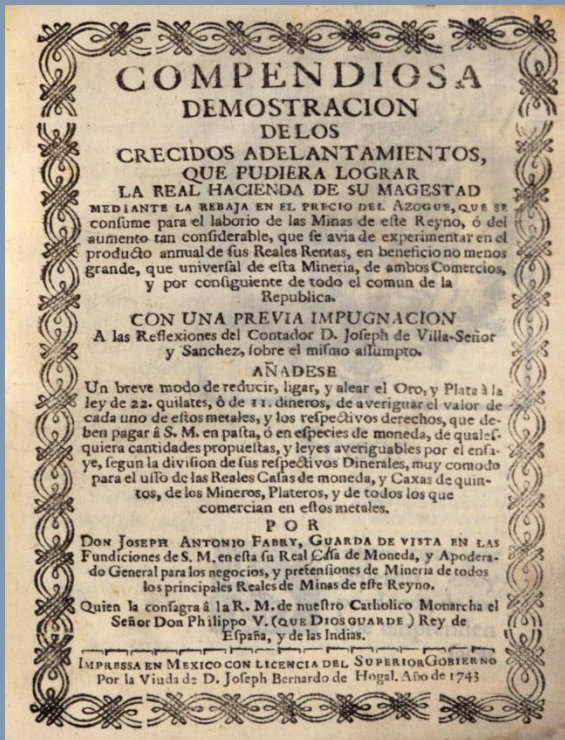 COMPENDIOSA
DEMOSTRACION
DE LOS
CRECIDOS ADELANTAMIENTOS,
QUE PUDIERA LOGRAR
LA REAL HACIENDA DE SU MAGESTAD
MEDIANTE LA REBAJA EN EL PRECIO DEL AZOGUE, QUE SE
conſume para el laborio de las Minas de eſte Reyno, ó del
aumento tan conſiderable, que ſe avia de experimentar en el
producto annual de ſus Reales Rentas, en beneficio no menos
grande, que univerſal de eſta Mineria, de ambos Comercios,
y por conſiguiente de todo el comun de la
Republica.
CON UNA PREVIA IMPUGNACION
A las Reflexiones del Contador D. Joſeph de Villa-Señor
y Sanchez, ſobre el miſmo aſſumpto.
AÑADESE
Un breve modo de reducir, ligar, y alear el Oro, y Plata à la
ley de 22. quilates, ô de 11. dineros, de averiguar el valor de
cada uno de eſtos metales, y los reſpectivos derechos, que de-
ben pagar â S. M. en paſta, ó en eſpecies de moneda, de qualeſ-
quiera cantidades propueſtas, y leyes averiguables por el enſa-
ye, ſegun la diviſion de ſus reſpectivos Dinerales, muy comodo
para el uſſo de las Reales Caſas de moneda, y Caxas de quin-
tos, de los Mineros, Plateros, y de todos los que
comercian en eſtos metales.
POR
DON JOSEPH ANTONIO FABRY, GUARDA DE VISTA EN LAS
Fundiciones de S. M. en eſta ſu Real Caſa de Moneda, y Apodera-
do General para los negocios, y pretenſiones de Mineria de todos
los principales Reales de Minas de eſte Reyno.
Quien la conſagra â la R. M. de nueſtro Catholico Monarcha el
Señor Don Philippo V. (QUE DIOS GUARDE) Rey de
Eſpaña, y de las Indias.
IMPRESSA EN MEXICO CON LICENCIA DEL SUPERIOR GOBIERNO
Por la Viuda de D. Joſeph Bernardo de Hogal. Año de 1743